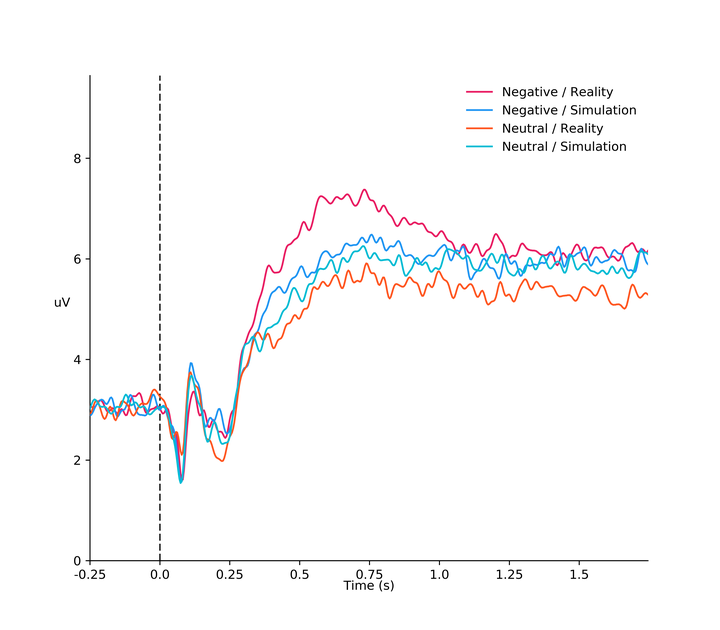 Negative / Reality
Negative / Simulation
Neutral / Reality
Neutral / Simulation
8
6
uV
4
2
0
-0.25 0.0 0.25 0.5 0.75 1.0 1.25 1.5
Time (s)